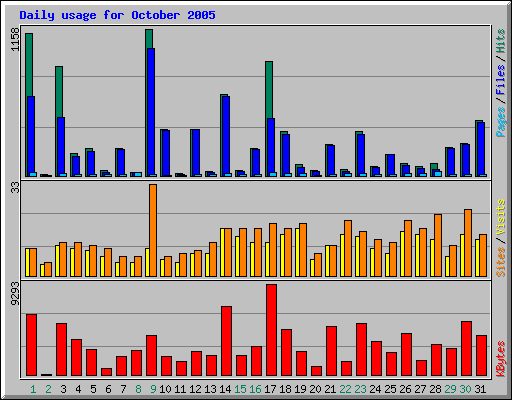 Daily usage for October 2005
1158
Pages / Files / Hits
33
Sites / Visits
9293
KBytes
1 2 3 4 5 6 7 8 9 10 11 12 13 14 15 16 17 18 19 20 21 22 23 24 25 26 27 28 29 30 31